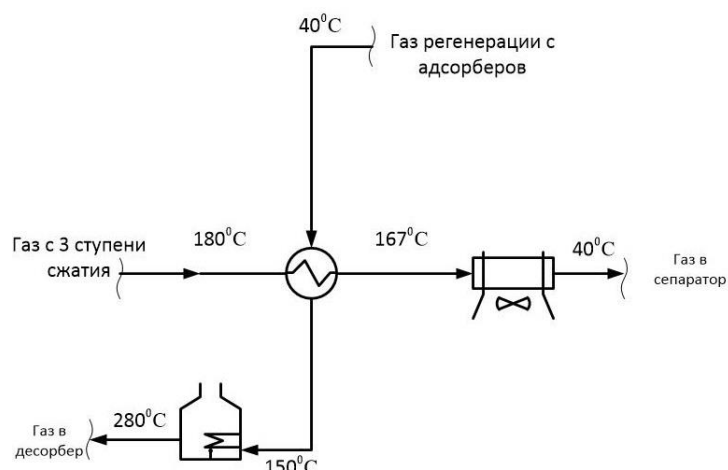 40⁰C
Газ регенерации с
адсорберов
Газ с 3 ступени
сжатия
180⁰C
167⁰C
40⁰C
Газ в
сепаратор
Газ в
десорбер
280⁰C
150⁰C